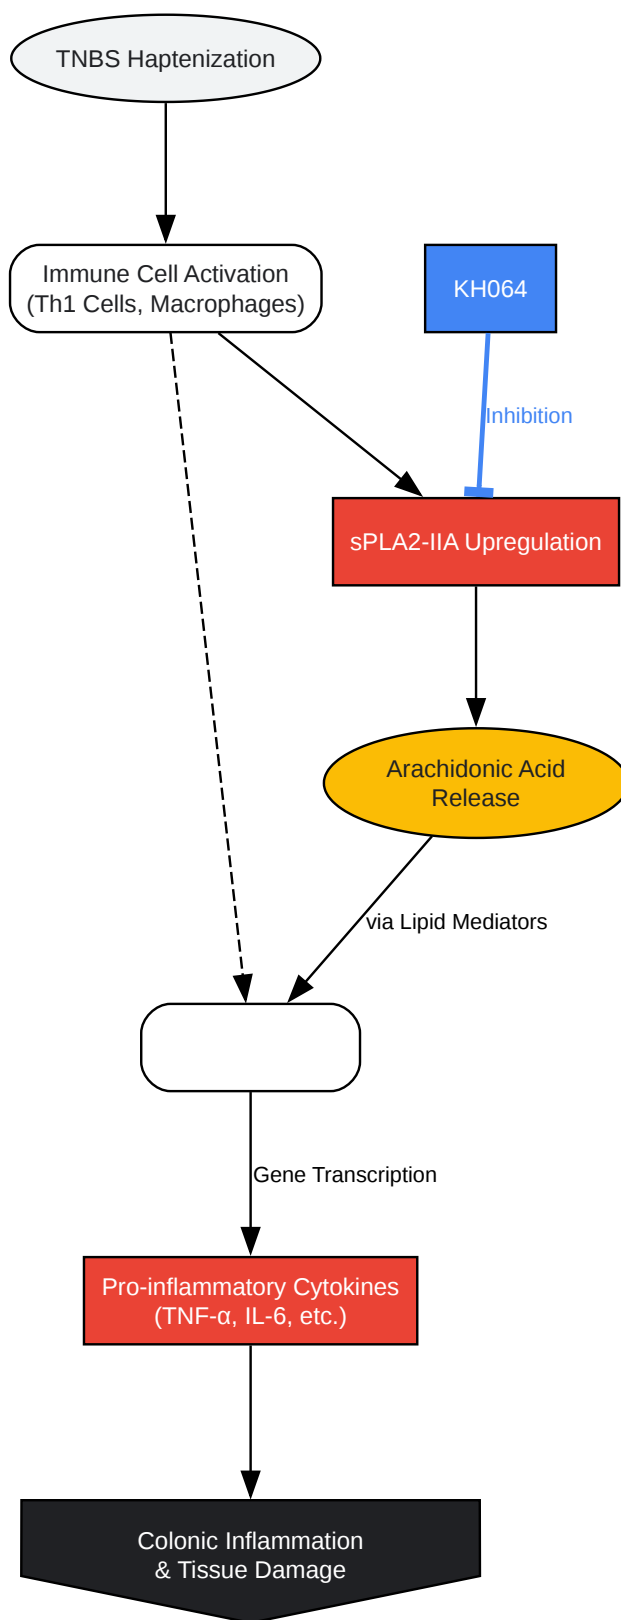 TNBS Haptenization
Immune Cell Activation
(Th1 Cells, Macrophages)
KH064
Inhibition
sPLA2-IIA Upregulation
Arachidonic Acid
Release
via Lipid Mediators
Gene Transcription
Pro-inflammatory Cytokines
(TNF-α, IL-6, etc.)
Colonic Inflammation
& Tissue Damage